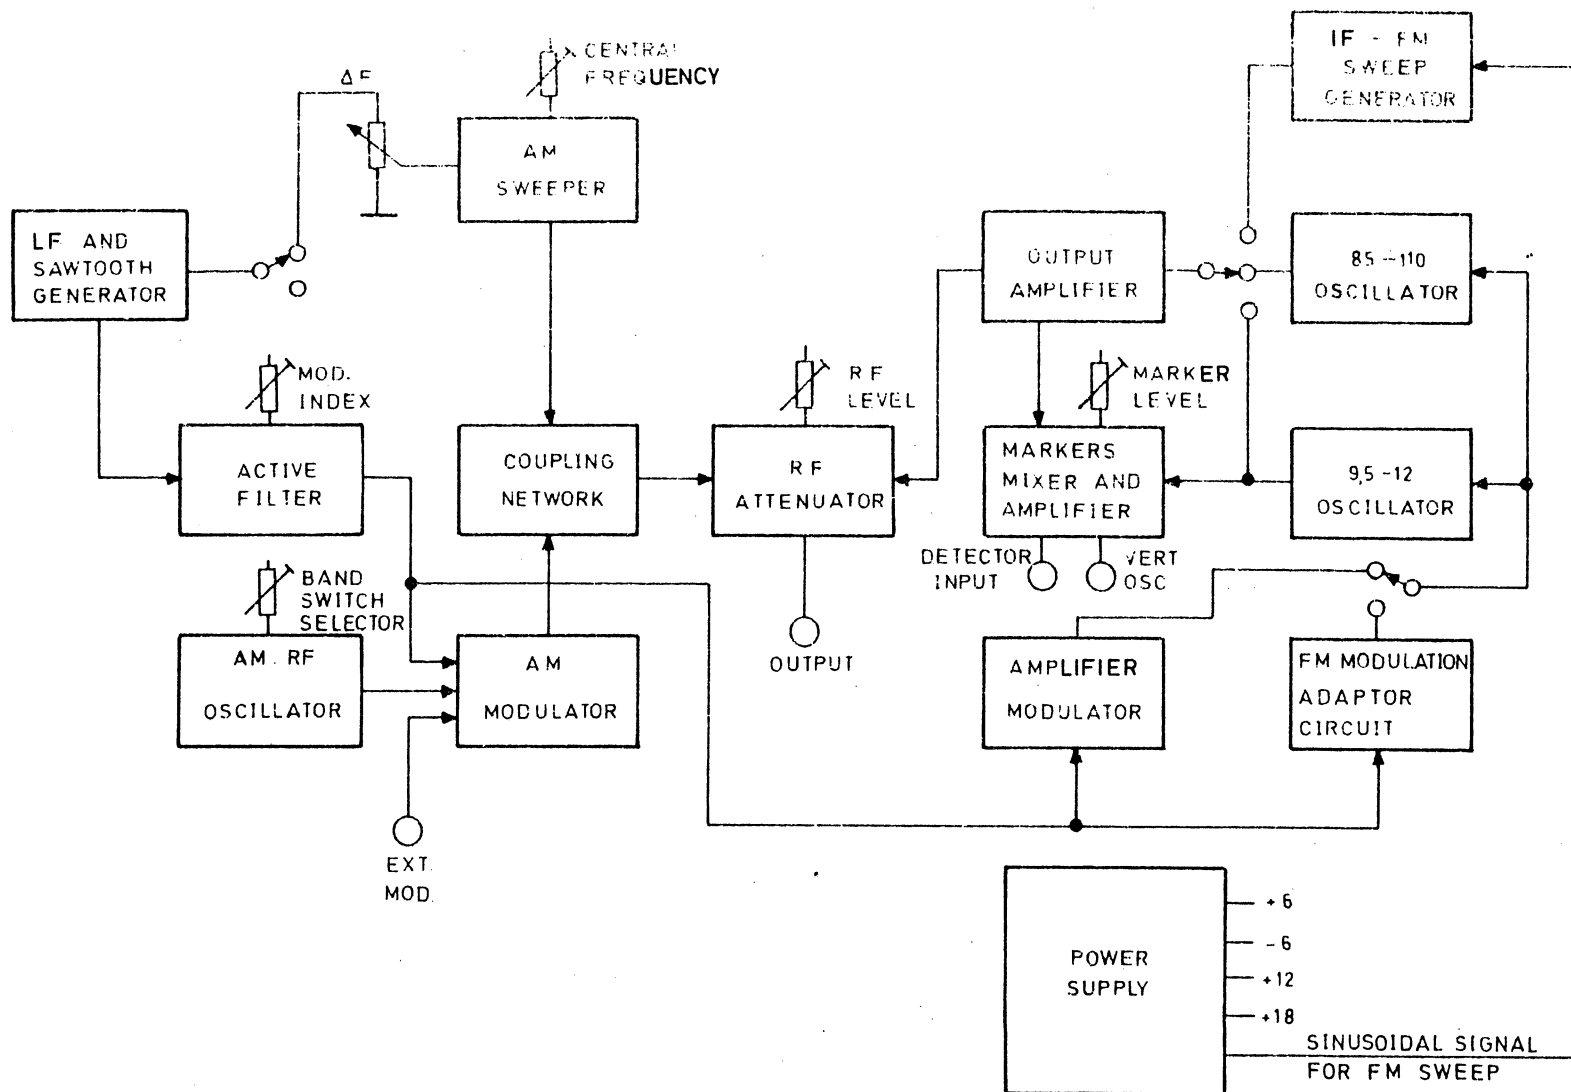 ΔF
CENTRAL
FREQUENCY
IF - FM
SWEEP
GENERATOR
AM
SWEEPER
LF AND
SAWTOOTH
GENERATOR
OUTPUT
AMPLIFIER
85-110
OSCILLATOR
MOD.
INDEX
RF
LEVEL
MARKER
LEVEL
ACTIVE
FILTER
COUPLING
NETWORK
RF
ATTENUATOR
MARKERS
MIXER AND
AMPLIFIER
9,5-12
OSCILLATOR
DETECTOR
INPUT
VERT
OSC
BAND
SWITCH
SELECTOR
AM. RF
OSCILLATOR
AM
MODULATOR
OUTPUT
AMPLIFIER
MODULATOR
FM MODULATION
ADAPTOR
CIRCUIT
EXT.
MOD.
POWER
SUPPLY
+6
-6
+12
+18
SINUSOIDAL SIGNAL
FOR FM SWEEP